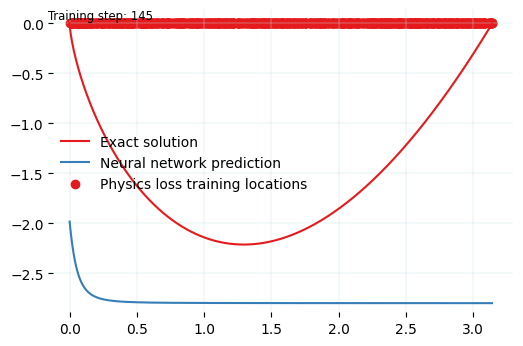 Training step: 145
0.0
−0.5
−1.0
−1.5
−2.0
−2.5
Exact solution
Neural network prediction
Physics loss training locations
0.0 0.5 1.0 1.5 2.0 2.5 3.0